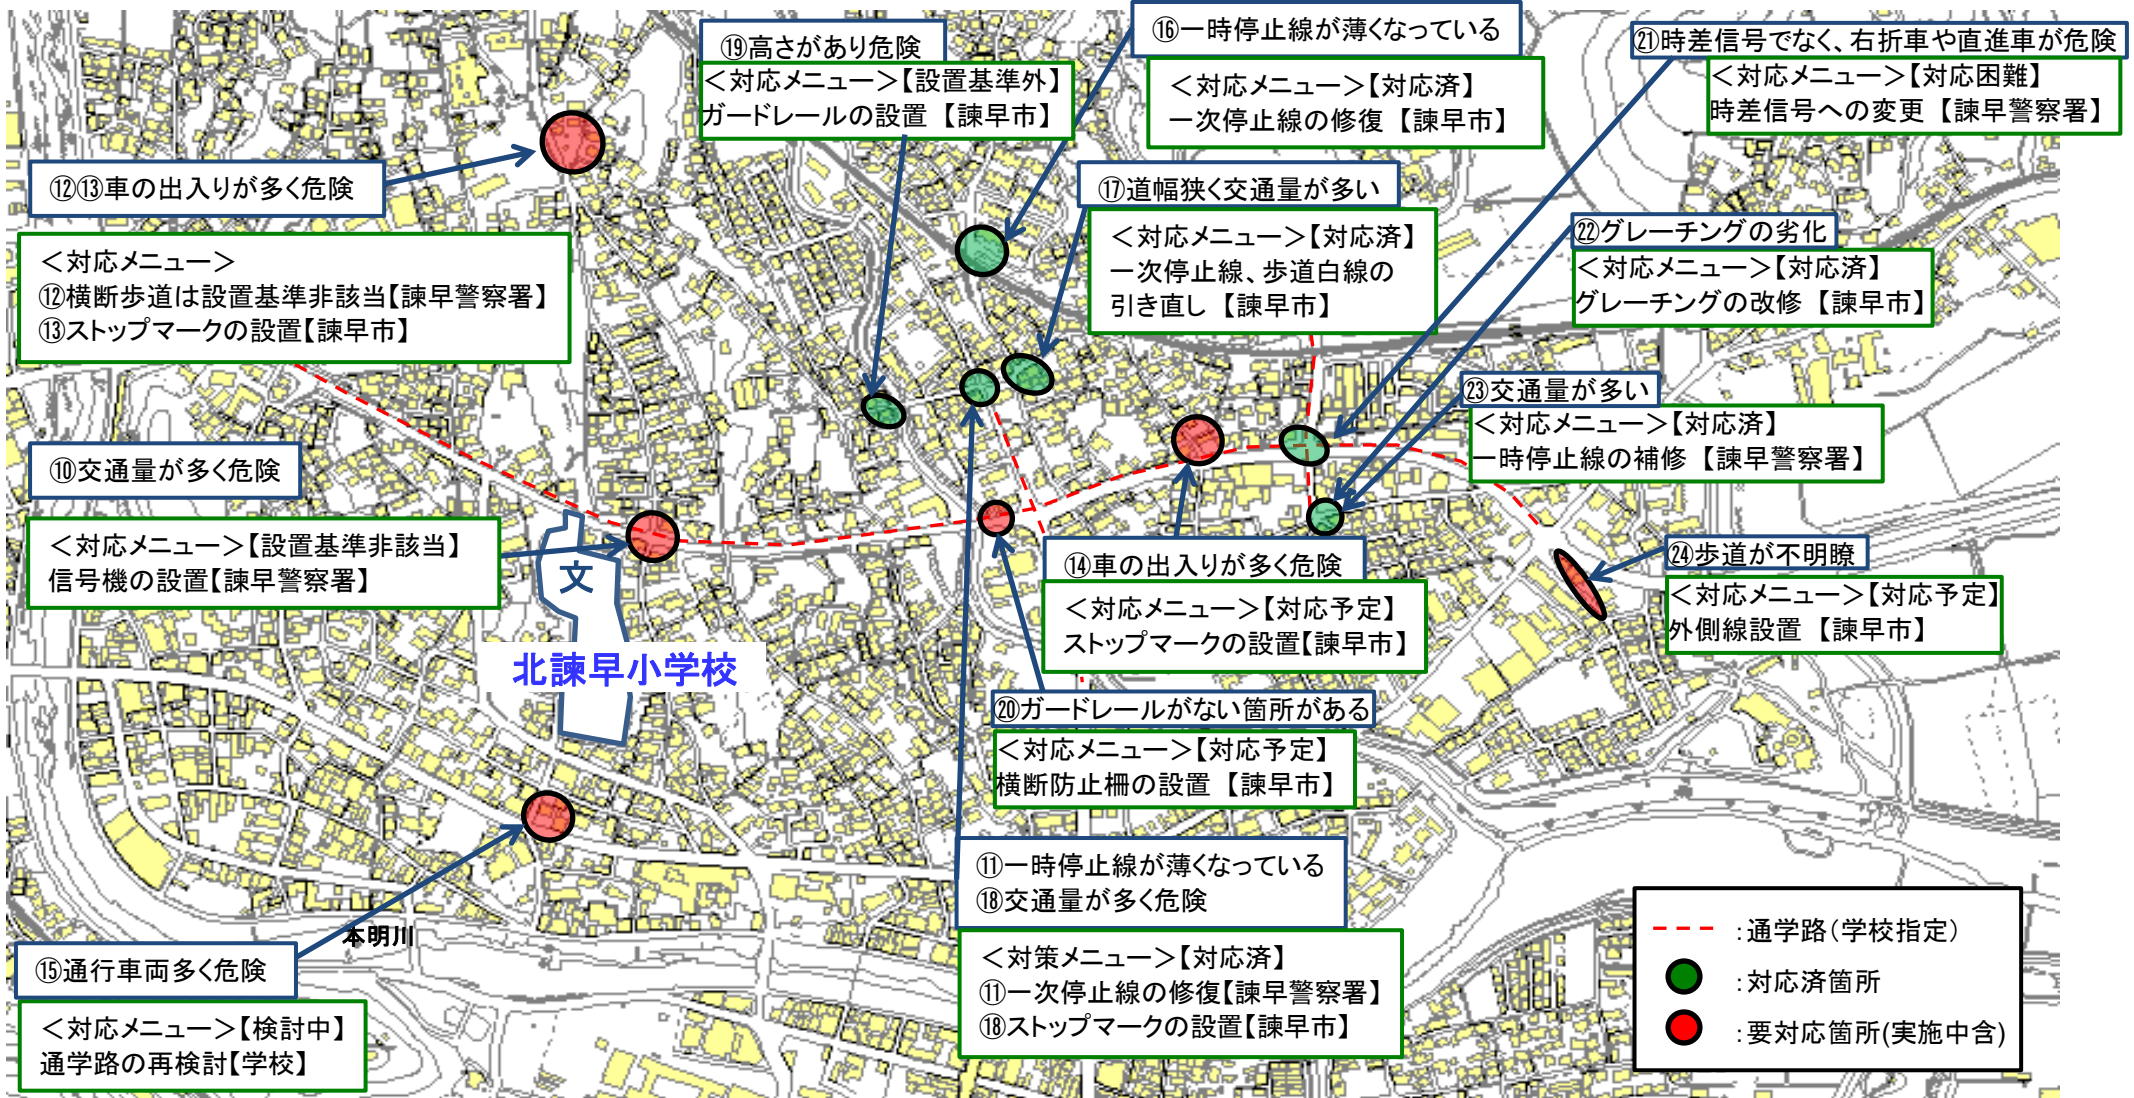 ⑲高さがあり危険
<対応メニュー>【設置基準外】
ガードレールの設置 【諫早市】
⑯一時停止線が薄くなっている
<対応メニュー>【対応済】
一次停止線の修復 【諫早市】
㉑時差信号でなく、右折車や直進車が危険
<対応メニュー>【対応困難】
時差信号への変更 【諫早警察署】
⑫⑬車の出入りが多く危険
<対応メニュー>
⑫横断歩道は設置基準非該当【諫早警察署】
⑬ストップマークの設置【諫早市】
⑰道幅狭く交通量が多い
<対応メニュー>【対応済】
一次停止線、歩道白線の
引き直し 【諫早市】
㉒グレーチングの劣化
<対応メニュー>【対応済】
グレーチングの改修 【諫早市】
㉓交通量が多い
<対応メニュー>【対応済】
一時停止線の補修 【諫早警察署】
⑩交通量が多く危険
<対応メニュー>【設置基準非該当】
信号機の設置【諫早警察署】
文
北諫早小学校
⑭車の出入りが多く危険
<対応メニュー>【対応予定】
ストップマークの設置【諫早市】
㉔歩道が不明瞭
<対応メニュー>【対応予定】
外側線設置 【諫早市】
⑳ガードレールがない箇所がある
<対応メニュー>【対応予定】
横断防止柵の設置 【諫早市】
⑪一時停止線が薄くなっている
⑱交通量が多く危険
<対策メニュー>【対応済】
⑪一次停止線の修復【諫早警察署】
⑱ストップマークの設置【諫早市】
本明川
⑮通行車両多く危険
<対応メニュー>【検討中】
通学路の再検討【学校】
:通学路(学校指定)
:対応済箇所
:要対応箇所(実施中含)